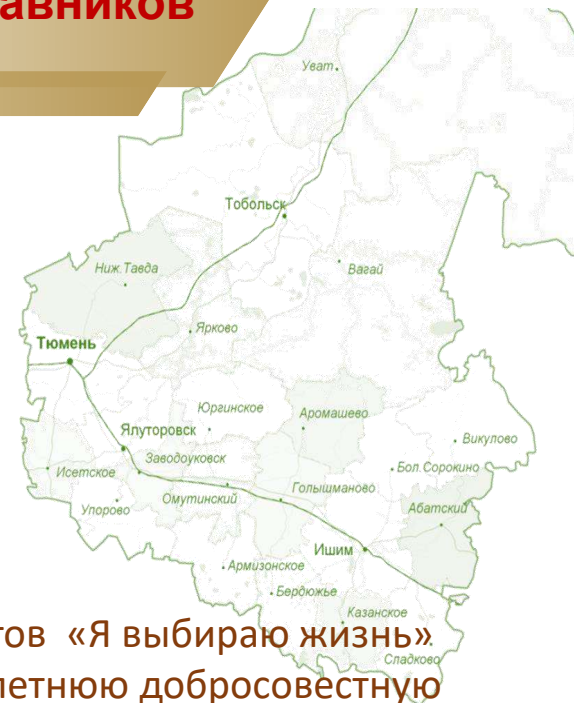 авников
Уват
Тобольск
Вагай
Ниж.Тавда
Ярково
Тюмень
Юргинское
Аромашево
Ялуторовск
Викулово
Заводоуковск
Бол.Сорокино
Исетское
Голышманово
Омутинский
Абатский
Упорово
Ишим
Армизонское
Бердюжье
Казанское
тов «Я выбираю жизнь»
Сладково
летнюю добросовестную